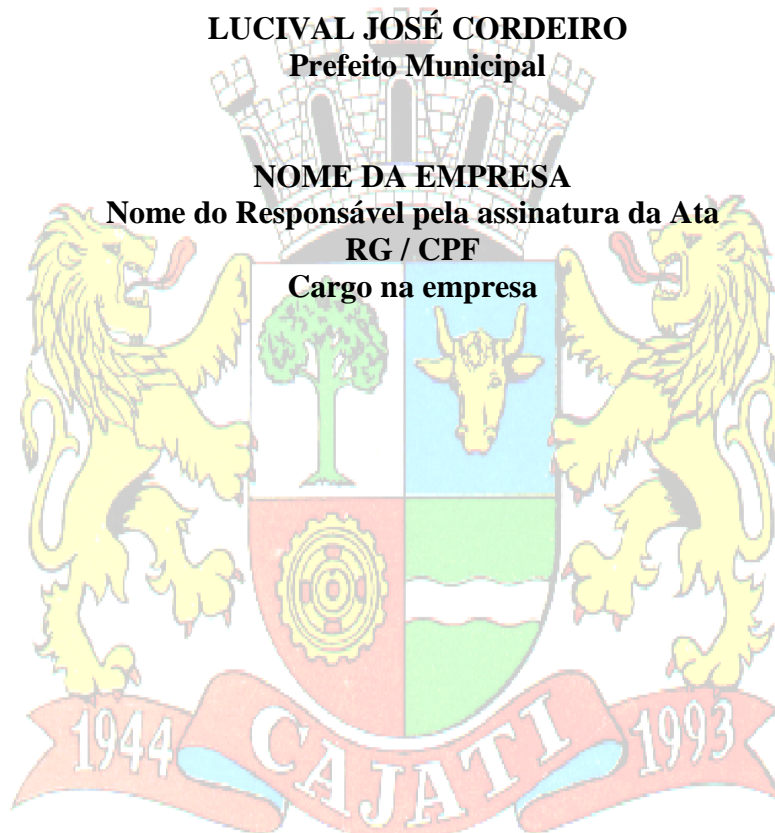 LUCIVAL JOSÉ CORDEIRO
Prefeito Municipal
NOME DA EMPRESA
Nome do Responsável pela assinatura da Ata
RG / CPF
Cargo na empresa
1944 CAJATI 1993